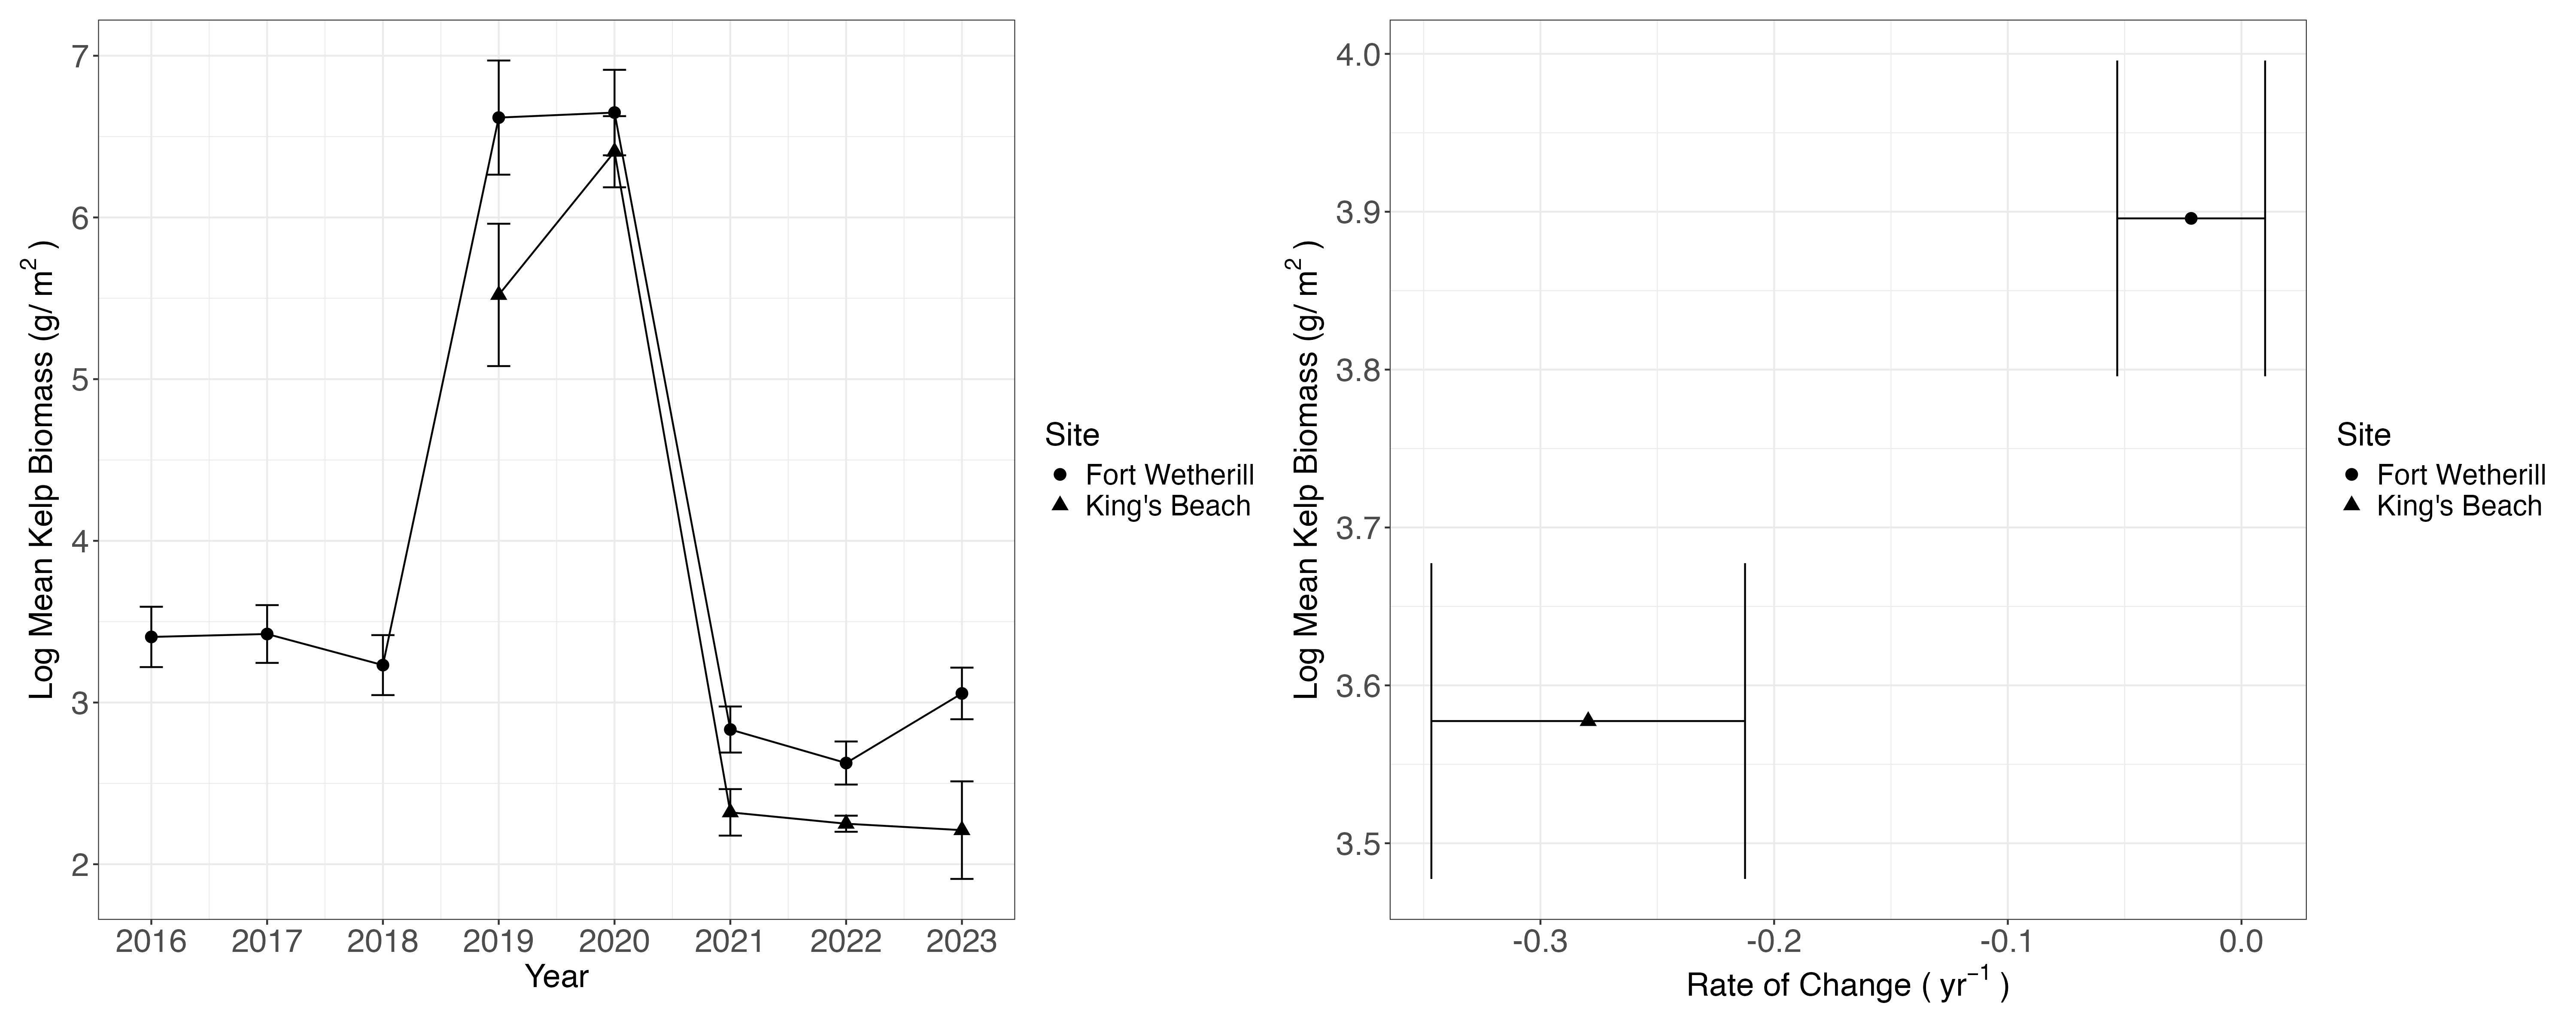 7
6
5
4
3
2
Log Mean Kelp Biomass (g/ m²)
2016 2017 2018 2019 2020 2021 2022 2023
Year
Site
Fort Wetherill
King's Beach
4.0
3.9
3.8
3.7
3.6
3.5
Log Mean Kelp Biomass (g/ m²)
-0.3 -0.2 -0.1 0.0
Rate of Change ( yr⁻¹ )
Site
Fort Wetherill
King's Beach